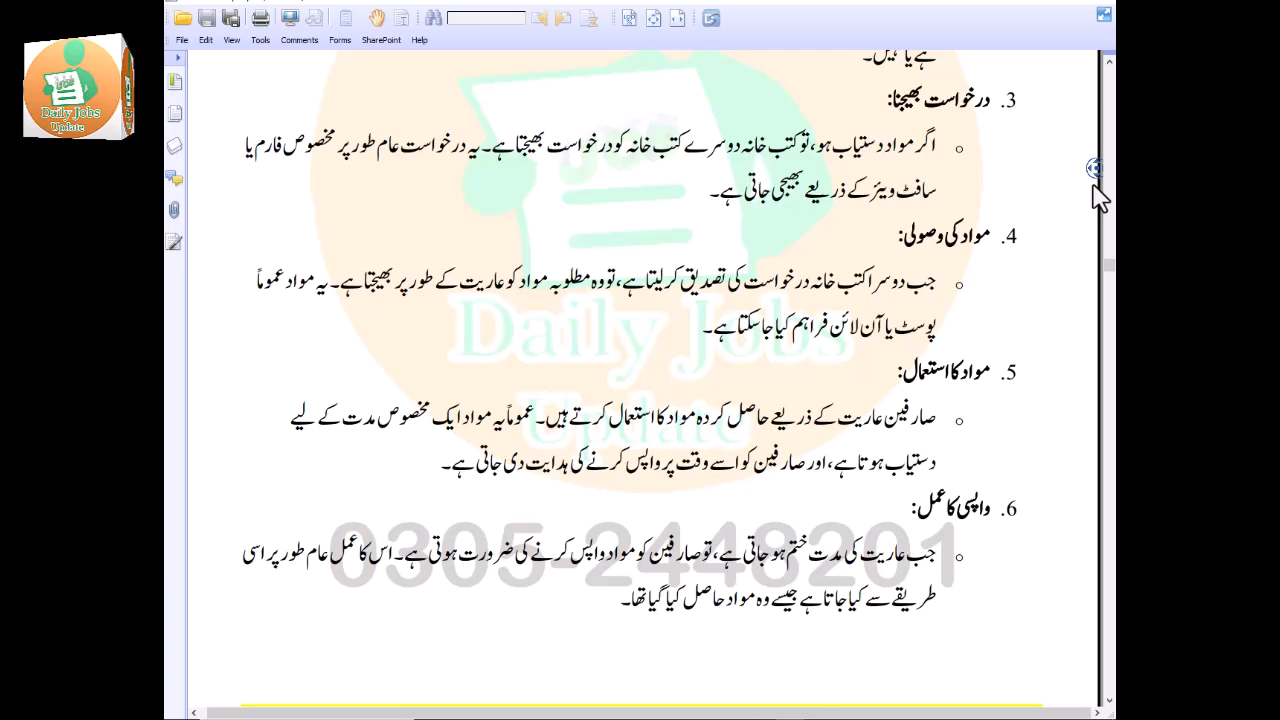 File Edit View Tools Comments Forms SharePoint Help
Daily Jobs
Update
ہے یا نہیں۔
3. درخواست بھیجنا:
○ اگر مواد دستیاب ہو، تو کتب خانہ دوسرے کتب خانہ کو درخواست بھیجتا ہے۔ یہ درخواست عام طور پر مخصوص فارم یا
سافٹ ویئر کے ذریعے بھیجی جاتی ہے۔
4. مواد کی وصولی:
○ جب دوسرا کتب خانہ درخواست کی تصدیق کر لیتا ہے، تو وہ مطلوبہ مواد کو عاریت کے طور پر بھیجتا ہے۔ یہ مواد عموماً
پوسٹ یا آن لائن فراہم کیا جا سکتا ہے۔
Daily Jobs
5. مواد کا استعمال:
○ صارفین عاریت کے ذریعے حاصل کردہ مواد کا استعمال کرتے ہیں۔ عموماً یہ مواد ایک مخصوص مدت کے لیے
Update
دستیاب ہوتا ہے، اور صارفین کو اسے وقت پر واپس کرنے کی ہدایت دی جاتی ہے۔
6. واپسی کا عمل:
○ جب عاریت کی مدت ختم ہو جاتی ہے، تو صارفین کو مواد واپس کرنے کی ضرورت ہوتی ہے۔ اس کا عمل عام طور پر اسی
0305-2448201
طریقے سے کیا جاتا ہے جیسے وہ مواد حاصل کیا گیا تھا۔